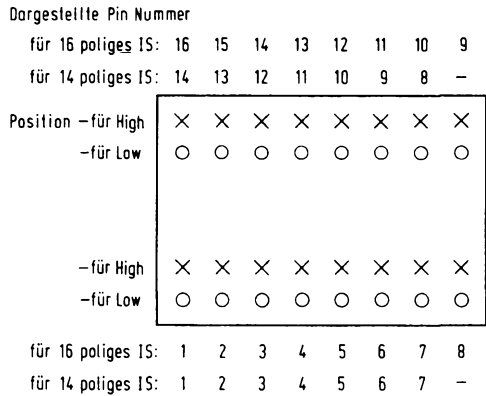 Dargestellte Pin Nummer
für 16 poliges IS: 16 15 14 13 12 11 10 9
für 14 poliges IS: 14 13 12 11 10 9 8 –
Position –für High
–für Low
–für High
–für Low
für 16 poliges IS: 1 2 3 4 5 6 7 8
für 14 poliges IS: 1 2 3 4 5 6 7 –